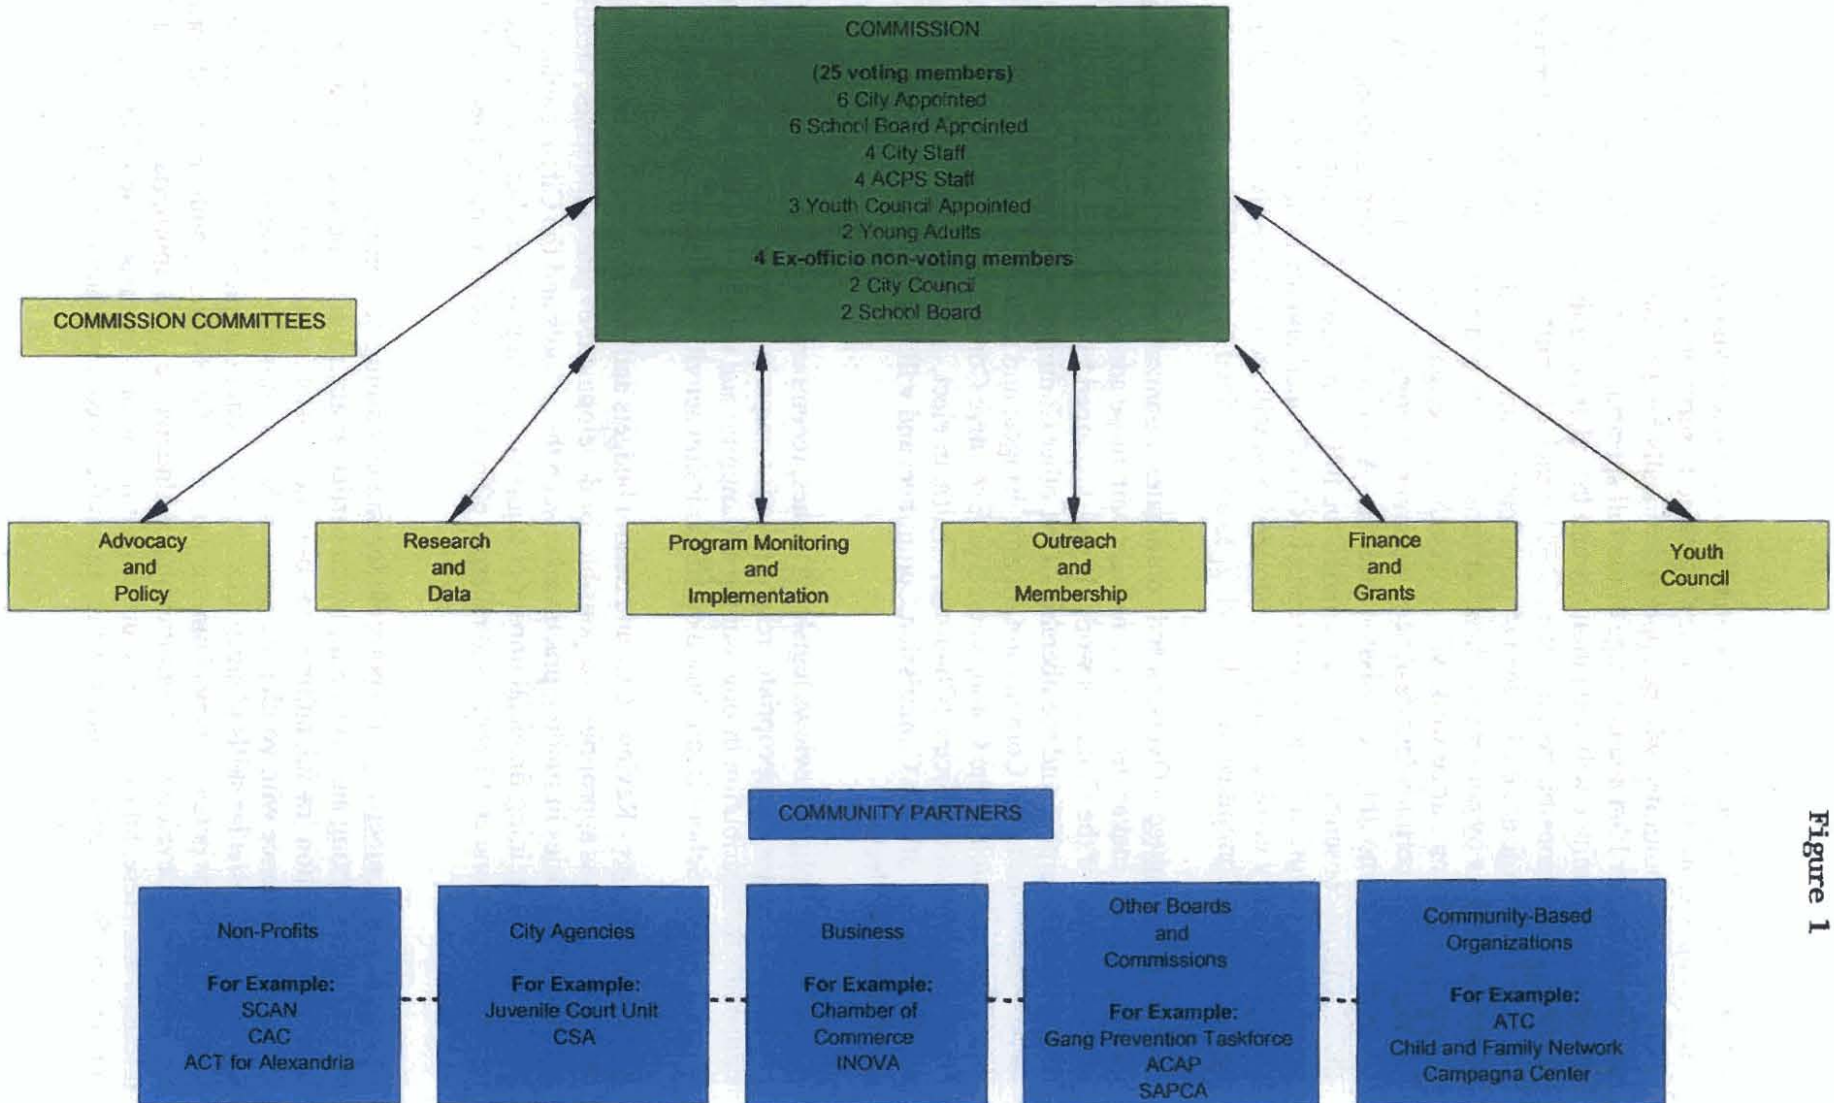 COMMISSION
(25 voting members)
6 City Appointed
6 School Board Appointed
4 City Staff
4 ACPS Staff
3 Youth Council Appointed
2 Young Adults
4 Ex-officio non-voting members
2 City Council
2 School Board
COMMISSION COMMITTEES
Advocacy
and
Policy
Research
and
Data
Program Monitoring
and
Implementation
Outreach
and
Membership
Finance
and
Grants
Youth
Council
COMMUNITY PARTNERS
Non-Profits
For Example:
SCAN
CAC
ACT for Alexandria
City Agencies
For Example:
Juvenile Court Unit
CSA
Business
For Example:
Chamber of
Commerce
INOVA
Other Boards
and
Commissions
For Example:
Gang Prevention Taskforce
ACAP
SAPCA
Community-Based
Organizations
For Example:
ATC
Child and Family Network
Campagna Center
Figure 1